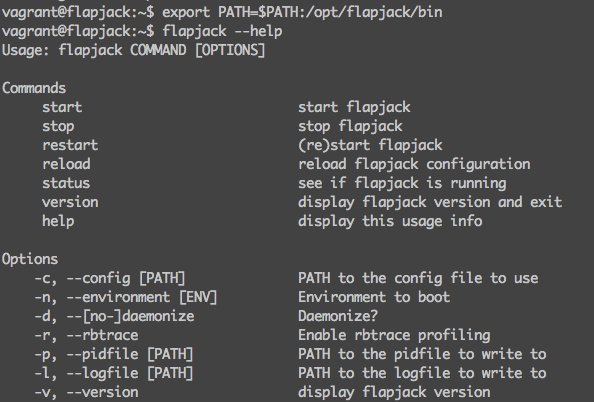 vagrant@flapjack:~$ export PATH=$PATH:/opt/flapjack/bin
vagrant@flapjack:~$ flapjack --help
Usage: flapjack COMMAND [OPTIONS]

Commands
    start                          start flapjack
    stop                           stop flapjack
    restart                        (re)start flapjack
    reload                         reload flapjack configuration
    status                         see if flapjack is running
    version                        display flapjack version and exit
    help                           display this usage info

Options
   -c, --config [PATH]             PATH to the config file to use
   -n, --environment [ENV]         Environment to boot
   -d, --[no-]daemonize            Daemonize?
   -r, --rbtrace                   Enable rbtrace profiling
   -p, --pidfile [PATH]            PATH to the pidfile to write to
   -l, --logfile [PATH]            PATH to the logfile to write to
   -v, --version                   display flapjack version